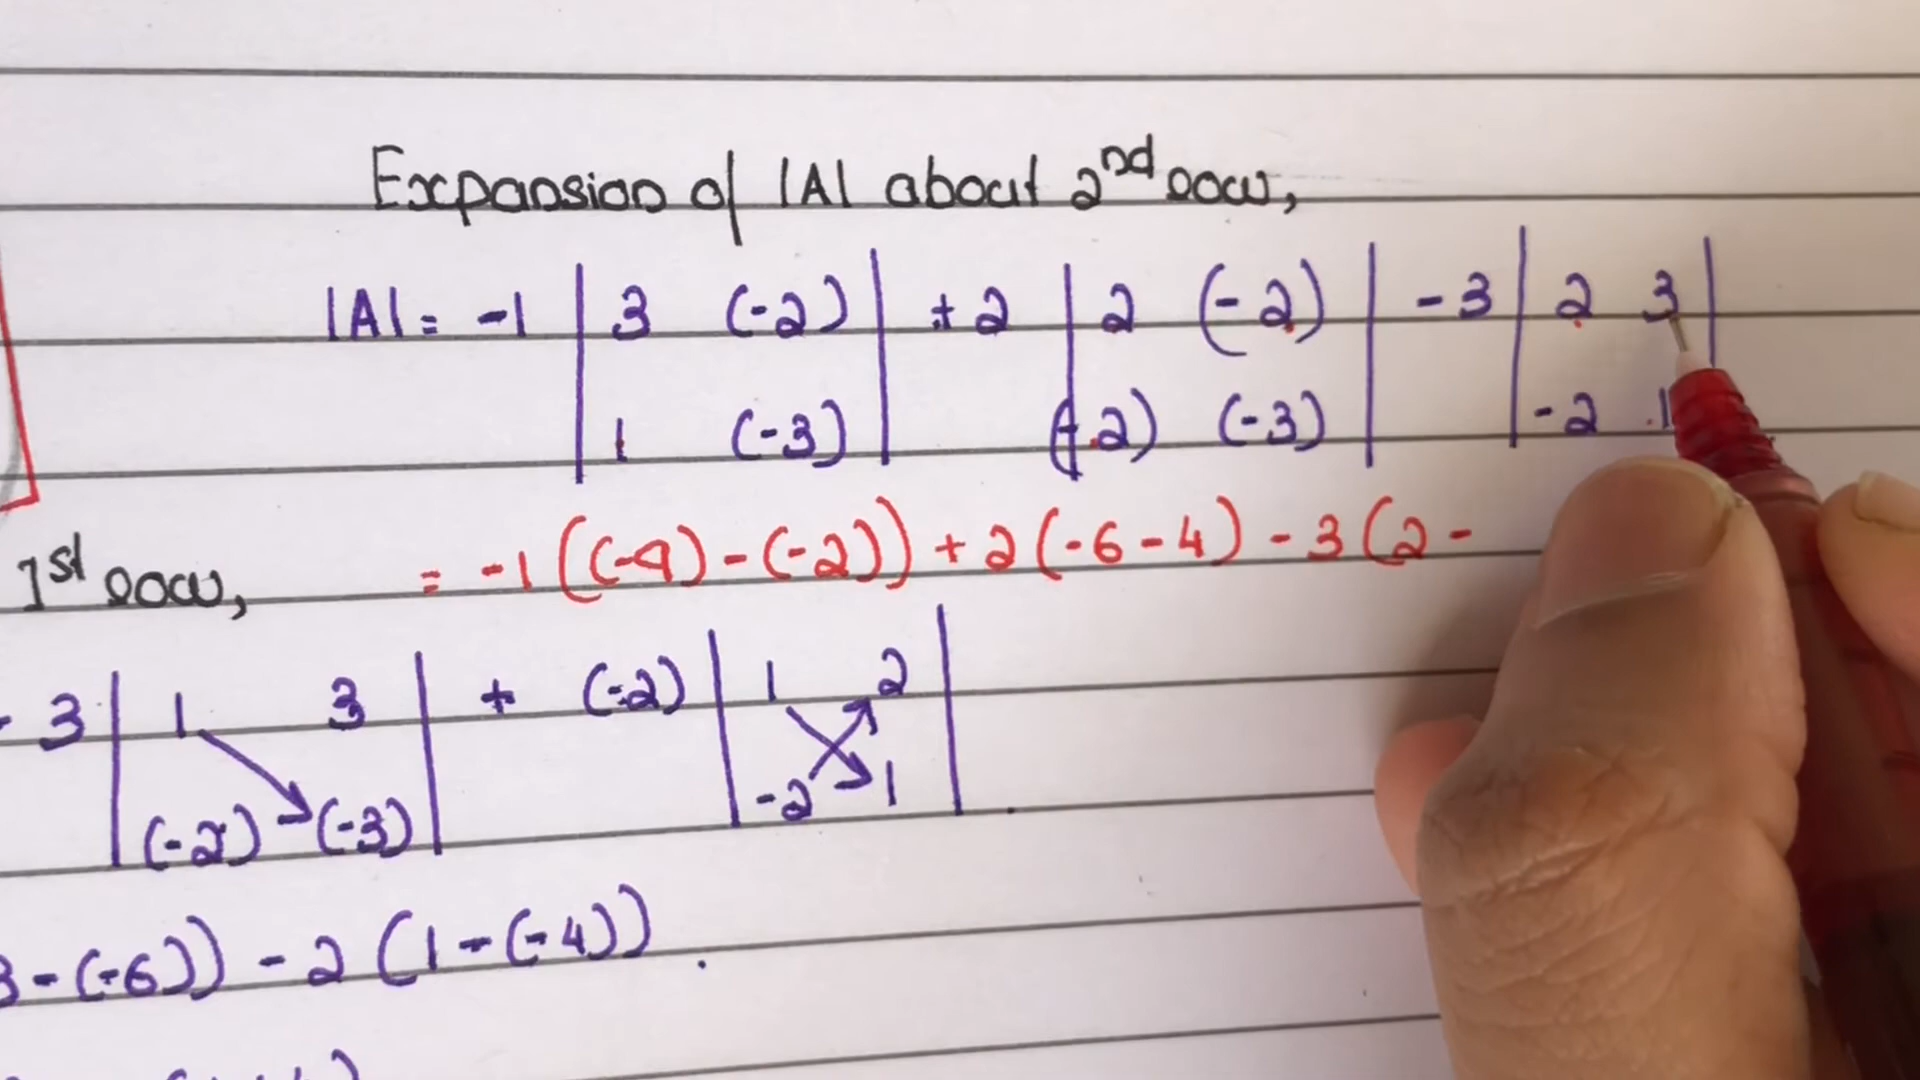 Expansion of |A| about 2nd row,
|A| = -1 | 3 (-2) | + 2 | 2 (-2) | - 3 | 2 3 |
1 (-3) (-2) (-3) -2 1
= -1 ((-9) - (-2)) + 2 (-6 - 4) - 3 (2 -
1st row,
- 3 | 1 3 | + (-2) | 1 2 |
(-2) (-3) -2 1
3 - (-6)) - 2 (1 - (-4))